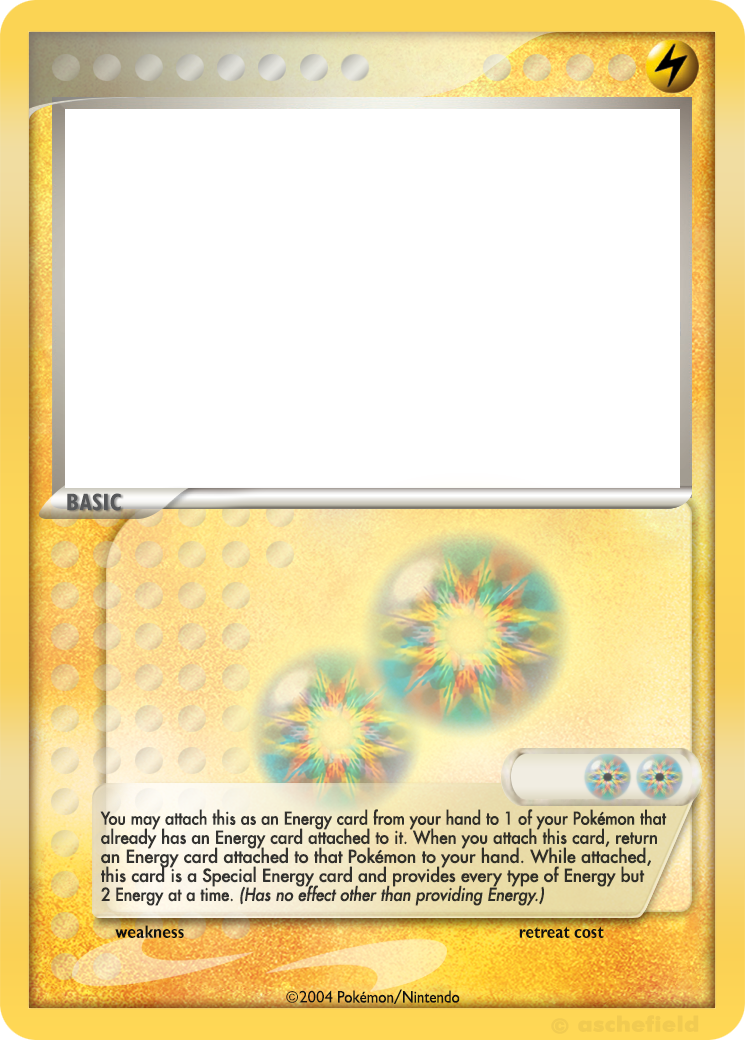 BASIC
You may attach this as an Energy card from your hand to 1 of your Pokémon that
already has an Energy card attached to it. When you attach this card, return
an Energy card attached to that Pokémon to your hand. While attached,
this card is a Special Energy card and provides every type of Energy but
2 Energy at a time. (Has no effect other than providing Energy.)
weakness retreat cost
©2004 Pokémon/Nintendo
© aschefield